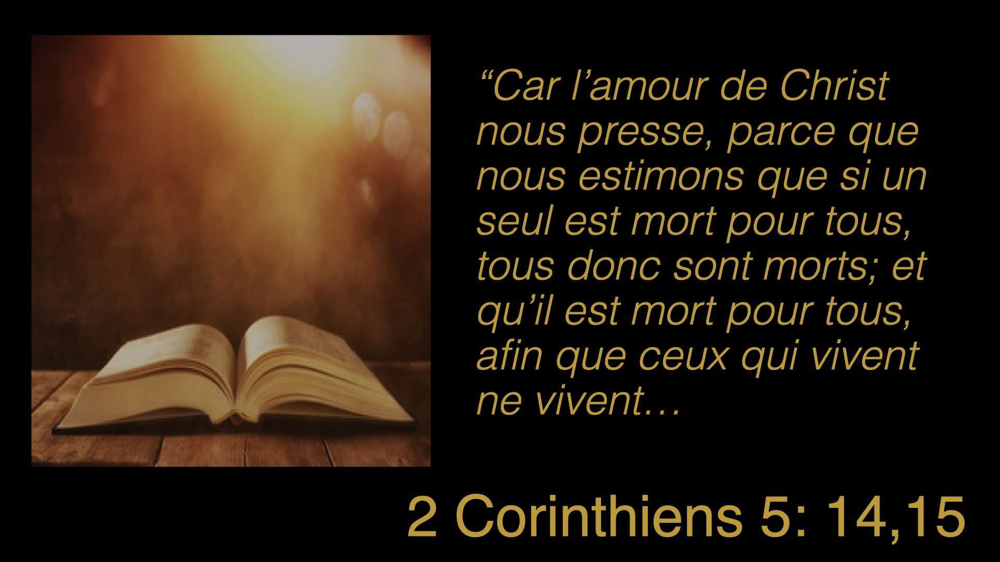 “Car l’amour de Christ
nous presse, parce que
nous estimons que si un
seul est mort pour tous,
tous donc sont morts; et
qu’il est mort pour tous,
afin que ceux qui vivent
ne vivent…
2 Corinthiens 5: 14,15